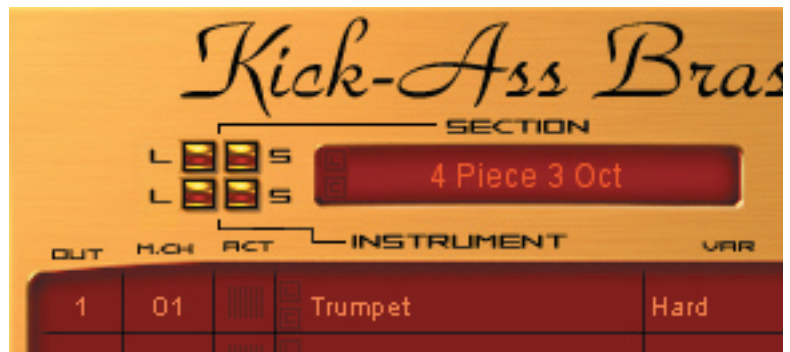 Kick-Ass Bras
SECTION
L S
L C 4 Piece 3 Oct
L S
INSTRUMENT
OUT M.CH ACT VAR
1 01 L C Trumpet Hard